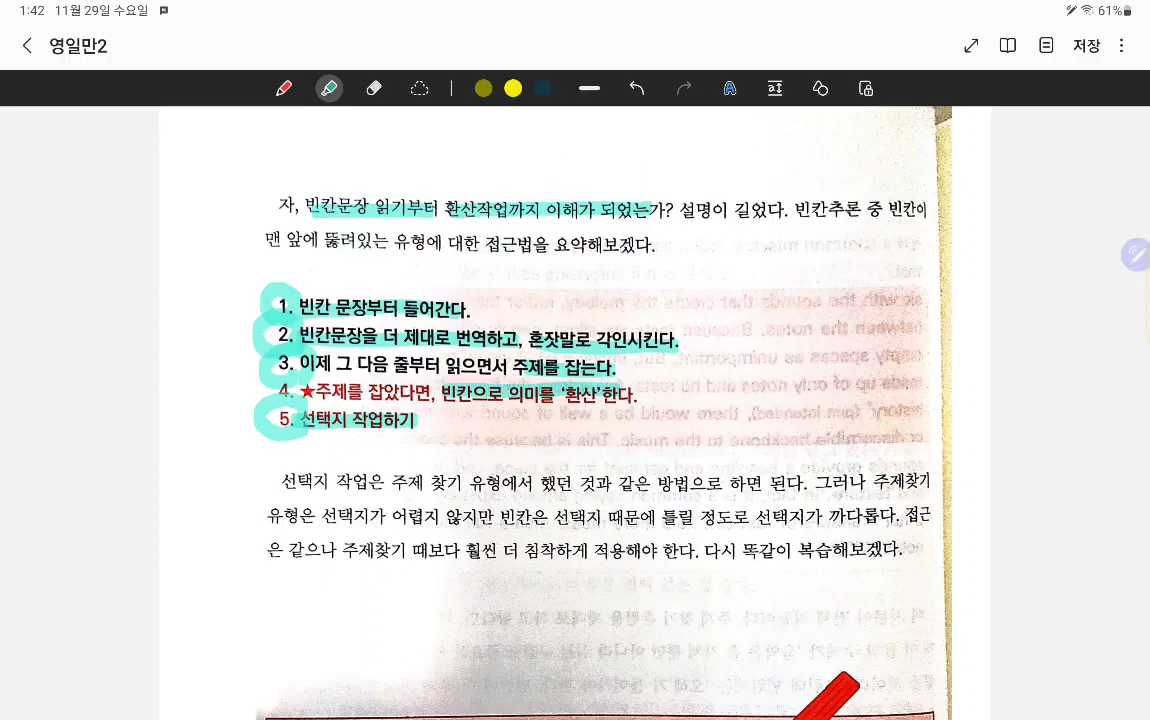 1:42 11월 29일 수요일
61%
영일만2
저장
자, 빈칸문장 읽기부터 환산작업까지 이해가 되었는가? 설명이 길었다. 빈칸추론 중 빈칸이
맨 앞에 뚫려있는 유형에 대한 접근법을 요약해보겠다.
1. 빈칸 문장부터 들어간다.
2. 빈칸문장을 더 제대로 번역하고, 혼잣말로 각인시킨다.
3. 이제 그 다음 줄부터 읽으면서 주제를 잡는다.
4. ★주제를 잡았다면, 빈칸으로 의미를 ‘환산’한다.
5. 선택지 작업하기
선택지 작업은 주제 찾기 유형에서 했던 것과 같은 방법으로 하면 된다. 그러나 주제찾기
유형은 선택지가 어렵지 않지만 빈칸은 선택지 때문에 틀릴 정도로 선택지가 까다롭다. 접근
은 같으나 주제찾기 때보다 훨씬 더 침착하게 적용해야 한다. 다시 똑같이 복습해보겠다.